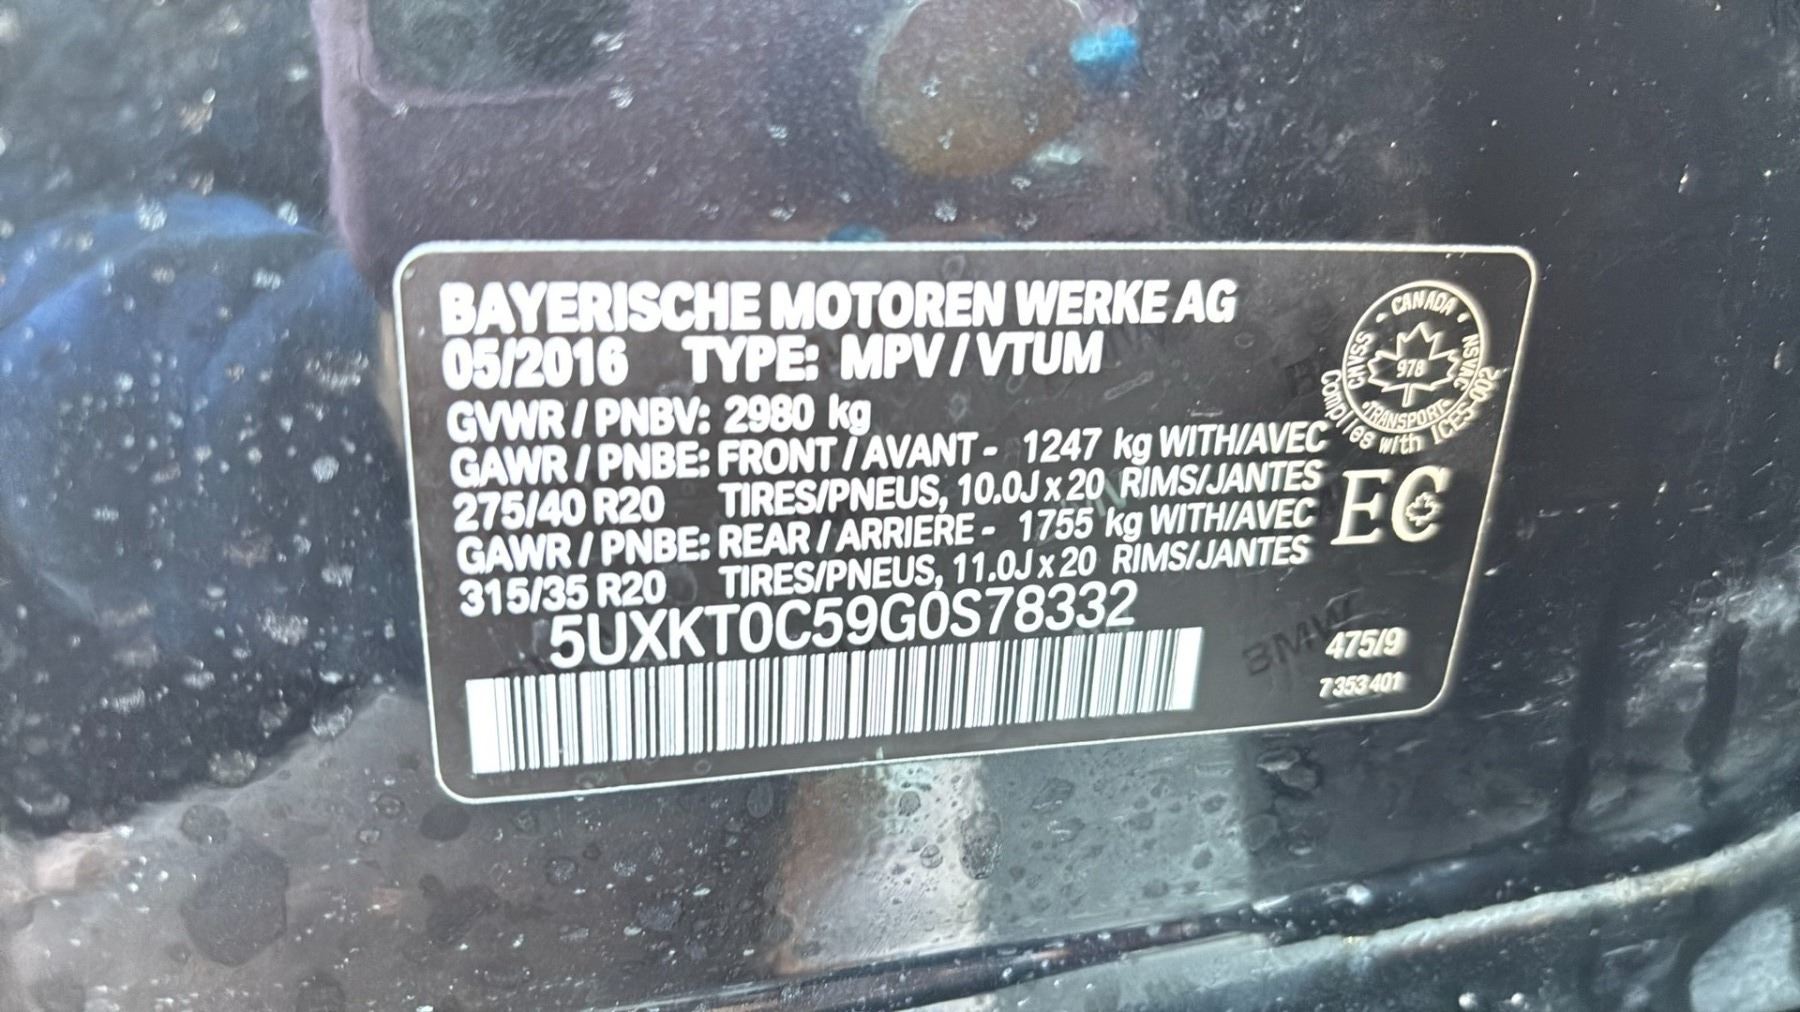 BAYERISCHE MOTOREN WERKE AG
05/2016 TYPE: MPV / VTUM
GVWR / PNBV: 2980 kg
GAWR / PNBE: FRONT / AVANT - 1247 kg WITH/AVEC
275/40 R20 TIRES/PNEUS, 10.0J x 20 RIMS/JANTES
GAWR / PNBE: REAR / ARRIERE - 1755 kg WITH/AVEC
315/35 R20 TIRES/PNEUS, 11.0J x 20 RIMS/JANTES
5UXKT0C59G0S78332
CANADA
CMVSS
978
NSVAC
TRANSPORT
Complies with ICES-002
EC
BMW
475/9
7 353 401